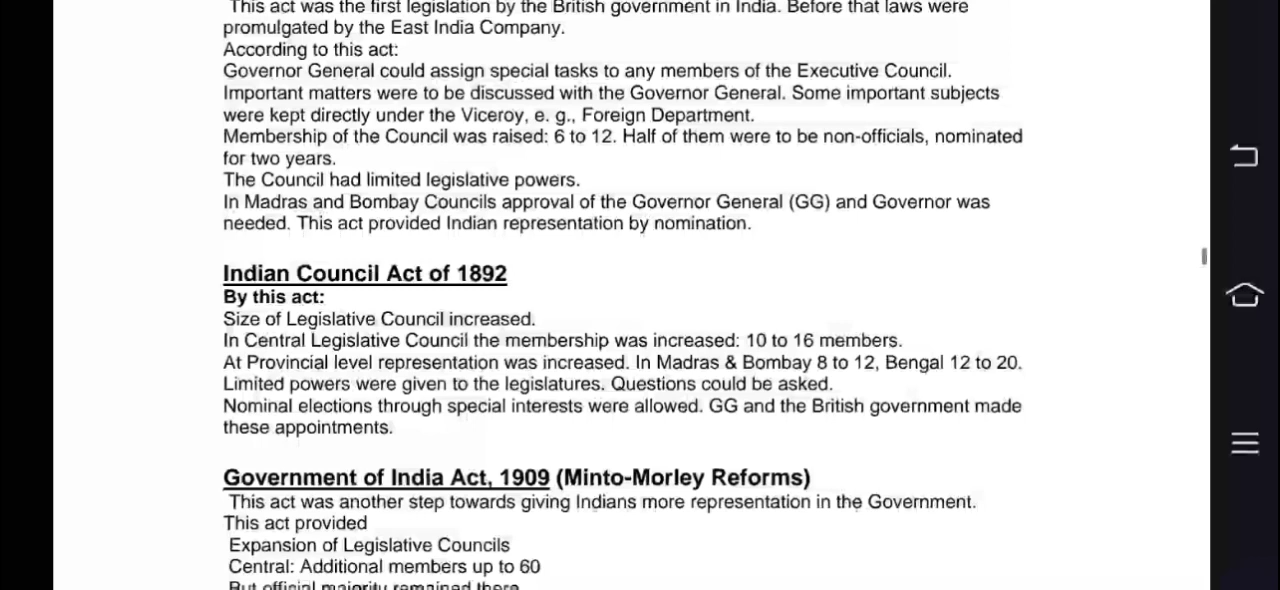 This act was the first legislation by the British government in India. Before that laws were
promulgated by the East India Company.
According to this act:
Governor General could assign special tasks to any members of the Executive Council.
Important matters were to be discussed with the Governor General. Some important subjects
were kept directly under the Viceroy, e. g., Foreign Department.
Membership of the Council was raised: 6 to 12. Half of them were to be non-officials, nominated
for two years.
The Council had limited legislative powers.
In Madras and Bombay Councils approval of the Governor General (GG) and Governor was
needed. This act provided Indian representation by nomination.
Indian Council Act of 1892
By this act:
Size of Legislative Council increased.
In Central Legislative Council the membership was increased: 10 to 16 members.
At Provincial level representation was increased. In Madras & Bombay 8 to 12, Bengal 12 to 20.
Limited powers were given to the legislatures. Questions could be asked.
Nominal elections through special interests were allowed. GG and the British government made
these appointments.
Government of India Act, 1909 (Minto-Morley Reforms)
This act was another step towards giving Indians more representation in the Government.
This act provided
Expansion of Legislative Councils
Central: Additional members up to 60
But official majority remained there